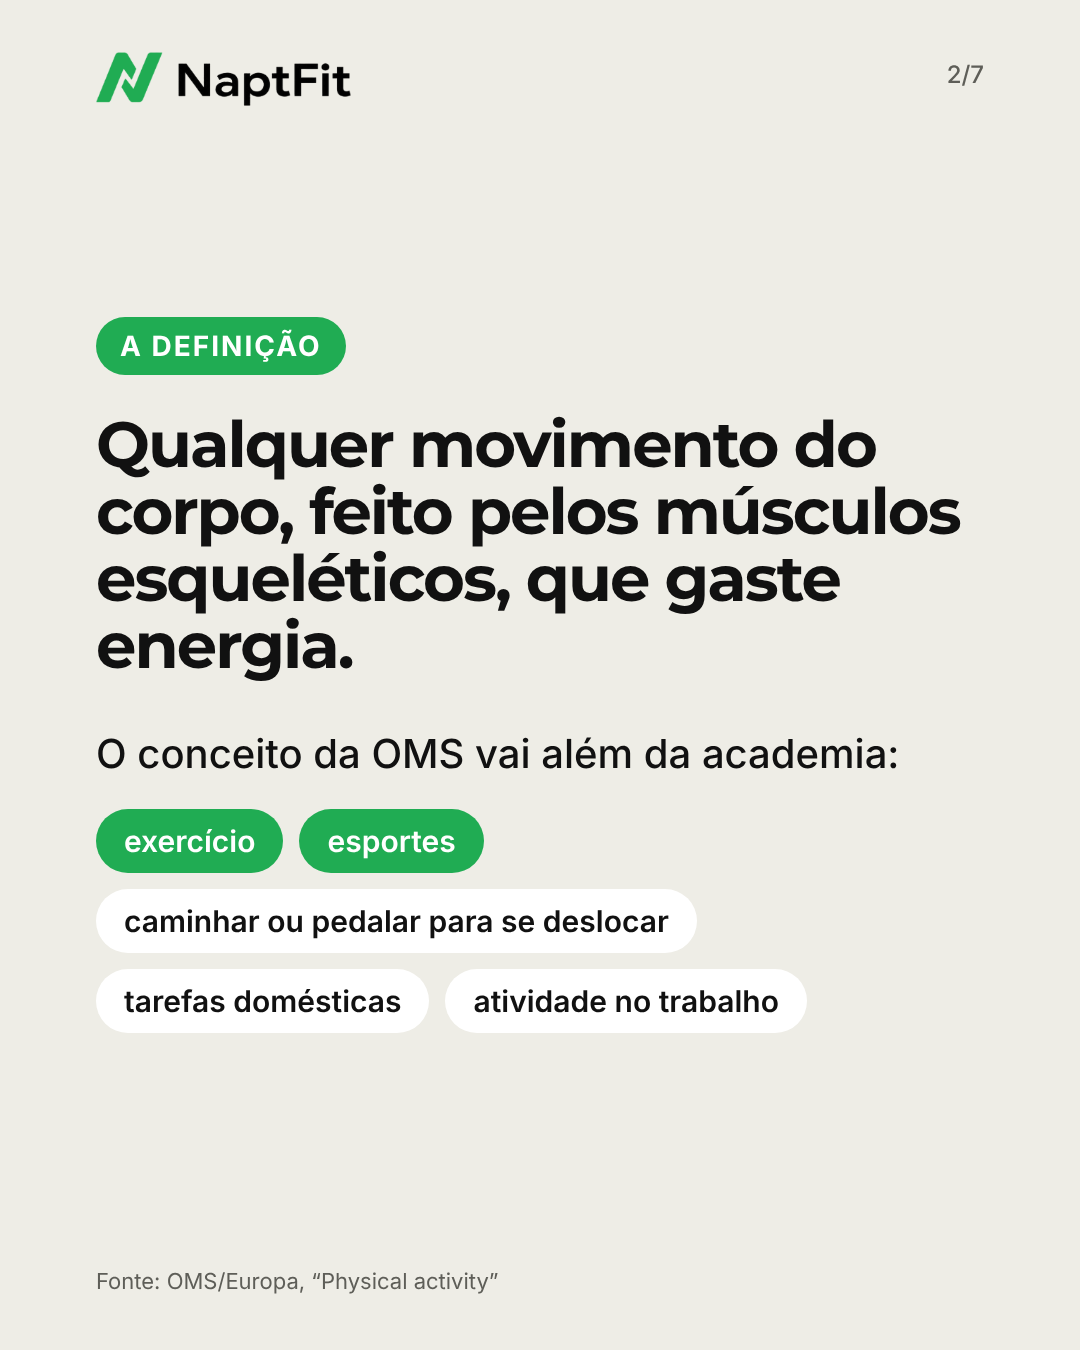 NaptFit
2/7
A DEFINIÇÃO
Qualquer movimento do
corpo, feito pelos músculos
esqueléticos, que gaste
energia.
O conceito da OMS vai além da academia:
exercício esportes
caminhar ou pedalar para se deslocar
tarefas domésticas atividade no trabalho
Fonte: OMS/Europa, “Physical activity”